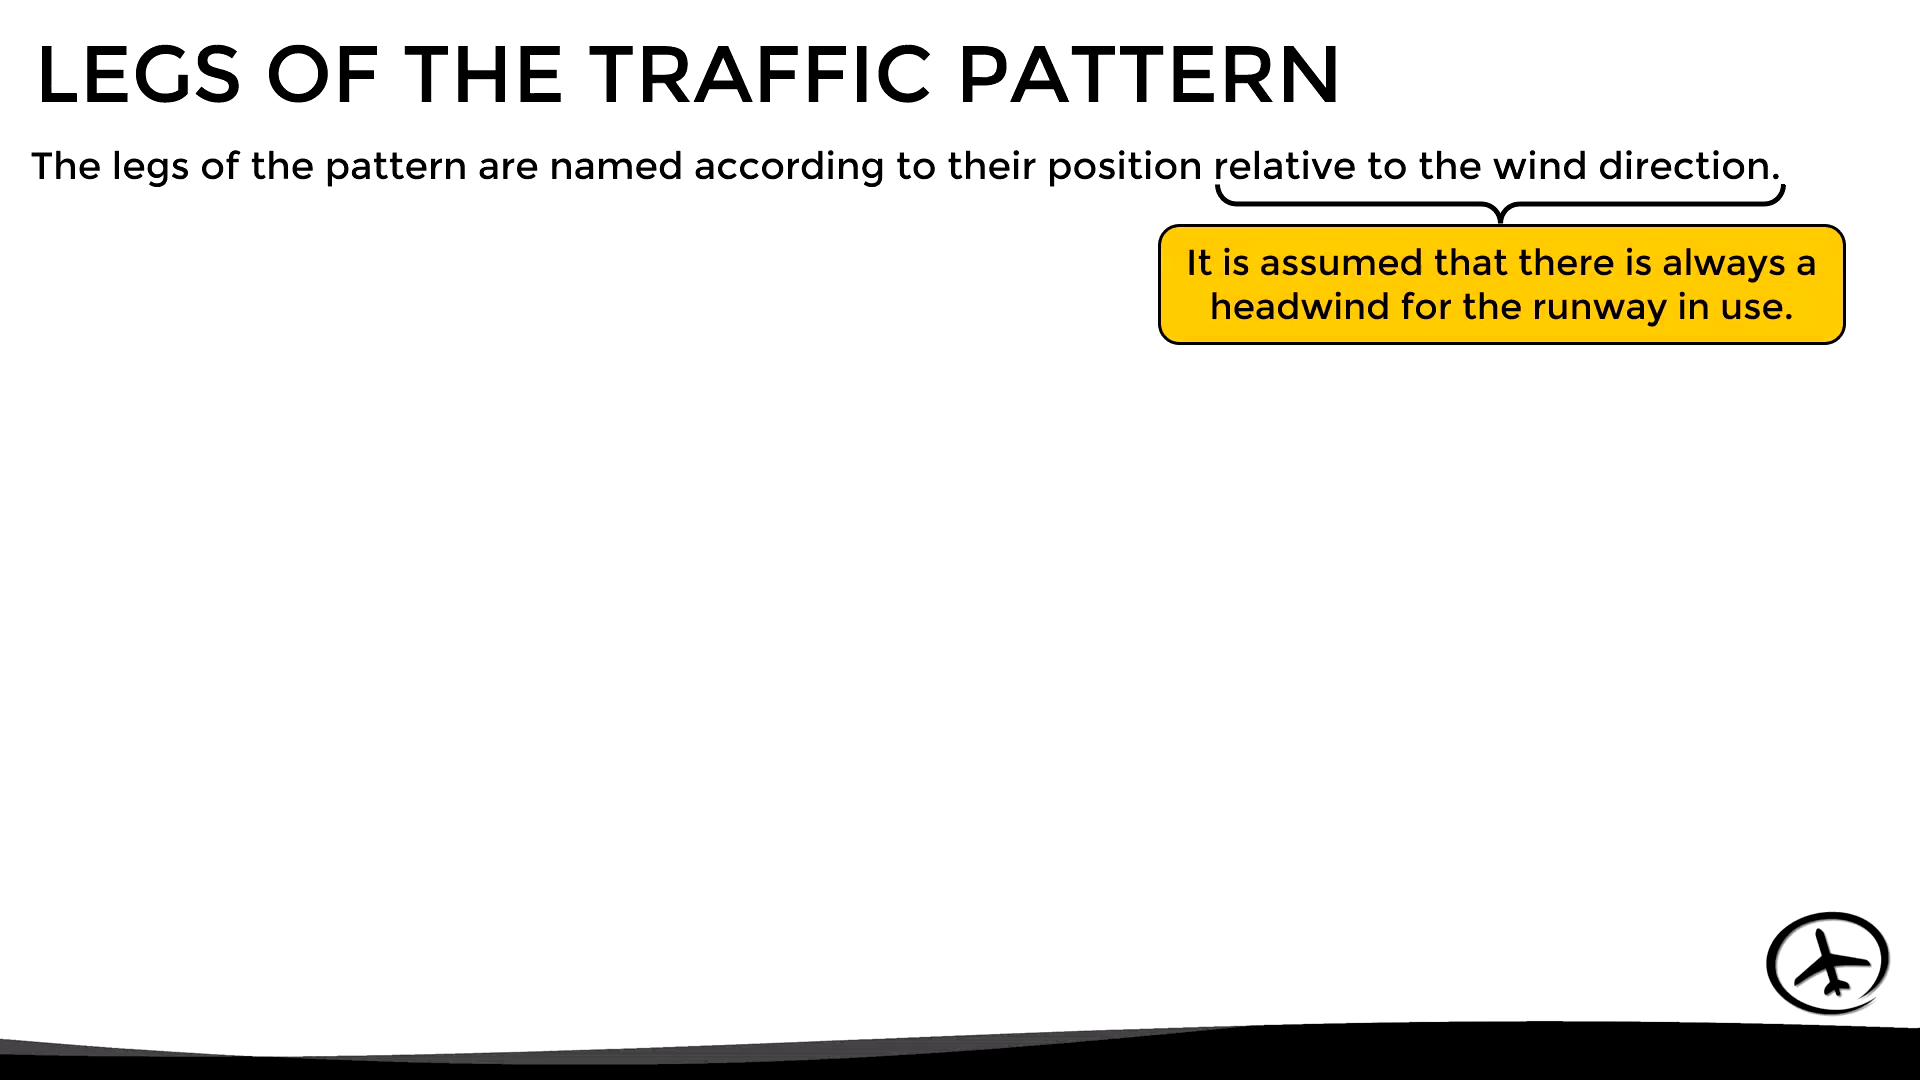 LEGS OF THE TRAFFIC PATTERN
The legs of the pattern are named according to their position relative to the wind direction.
It is assumed that there is always a
headwind for the runway in use.